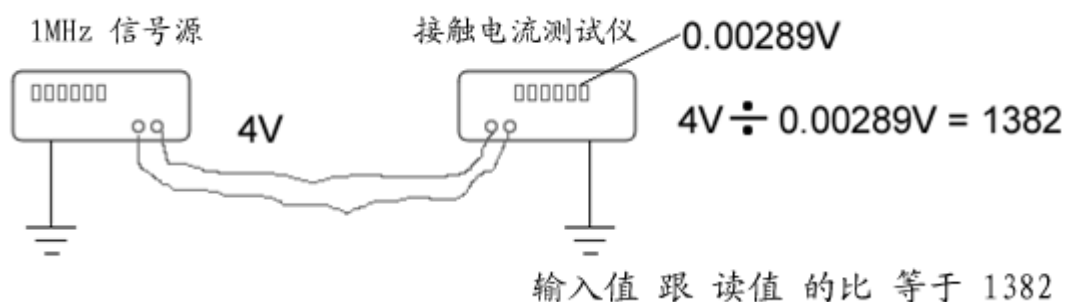 1MHz 信号源
接触电流测试仪
0.00289V
4V
4V ÷ 0.00289V = 1382
输入值 跟 读值 的比 等于 1382